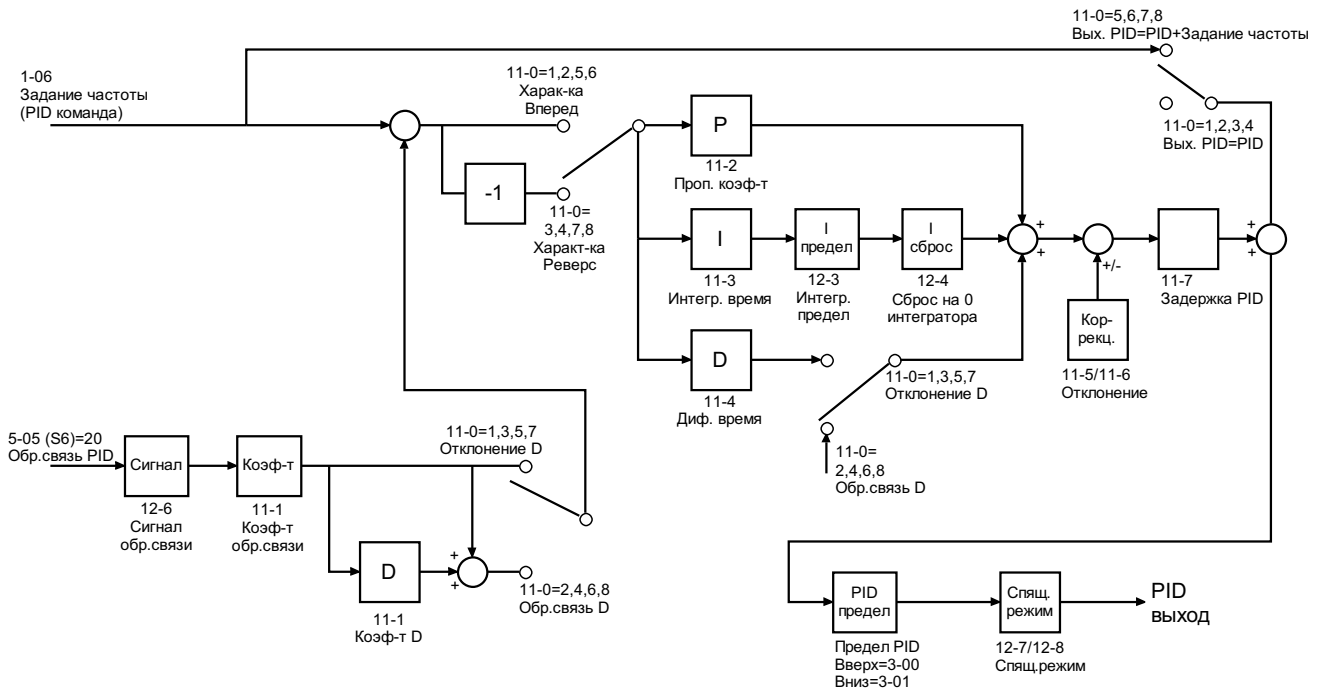 11-0=5,6,7,8
Вых. PID=PID+Задание частоты
1-06
Задание частоты
(PID команда)
11-0=1,2,5,6
Харак-ка
Вперед
11-0=1,2,3,4
Вых. PID=PID
P
11-2
Проп. коэф-т
-1
11-0=
3,4,7,8
Характ-ка
Реверс
I
11-3
Интегр. время
I
предел
12-3
Интегр.
предел
I
сброс
12-4
Сброс на 0
интегратора
+
+
+/-
Кор-
рекц.
11-5/11-6
Отклонение
11-7
Задержка PID
+
+
D
11-4
Диф. время
11-0=1,3,5,7
Отклонение D
11-0=
2,4,6,8
Обр.связь D
5-05 (S6)=20
Обр.связь PID
Сигнал
12-6
Сигнал
обр.связи
Коэф-т
11-1
Коэф-т
обр.связи
11-0=1,3,5,7
Отклонение D
D
11-1
Коэф-т D
+
+
11-0=2,4,6,8
Обр.связь D
PID
предел
Предел PID
Вверх=3-00
Вниз=3-01
Спящ.
режим
12-7/12-8
Спящ.режим
PID
выход